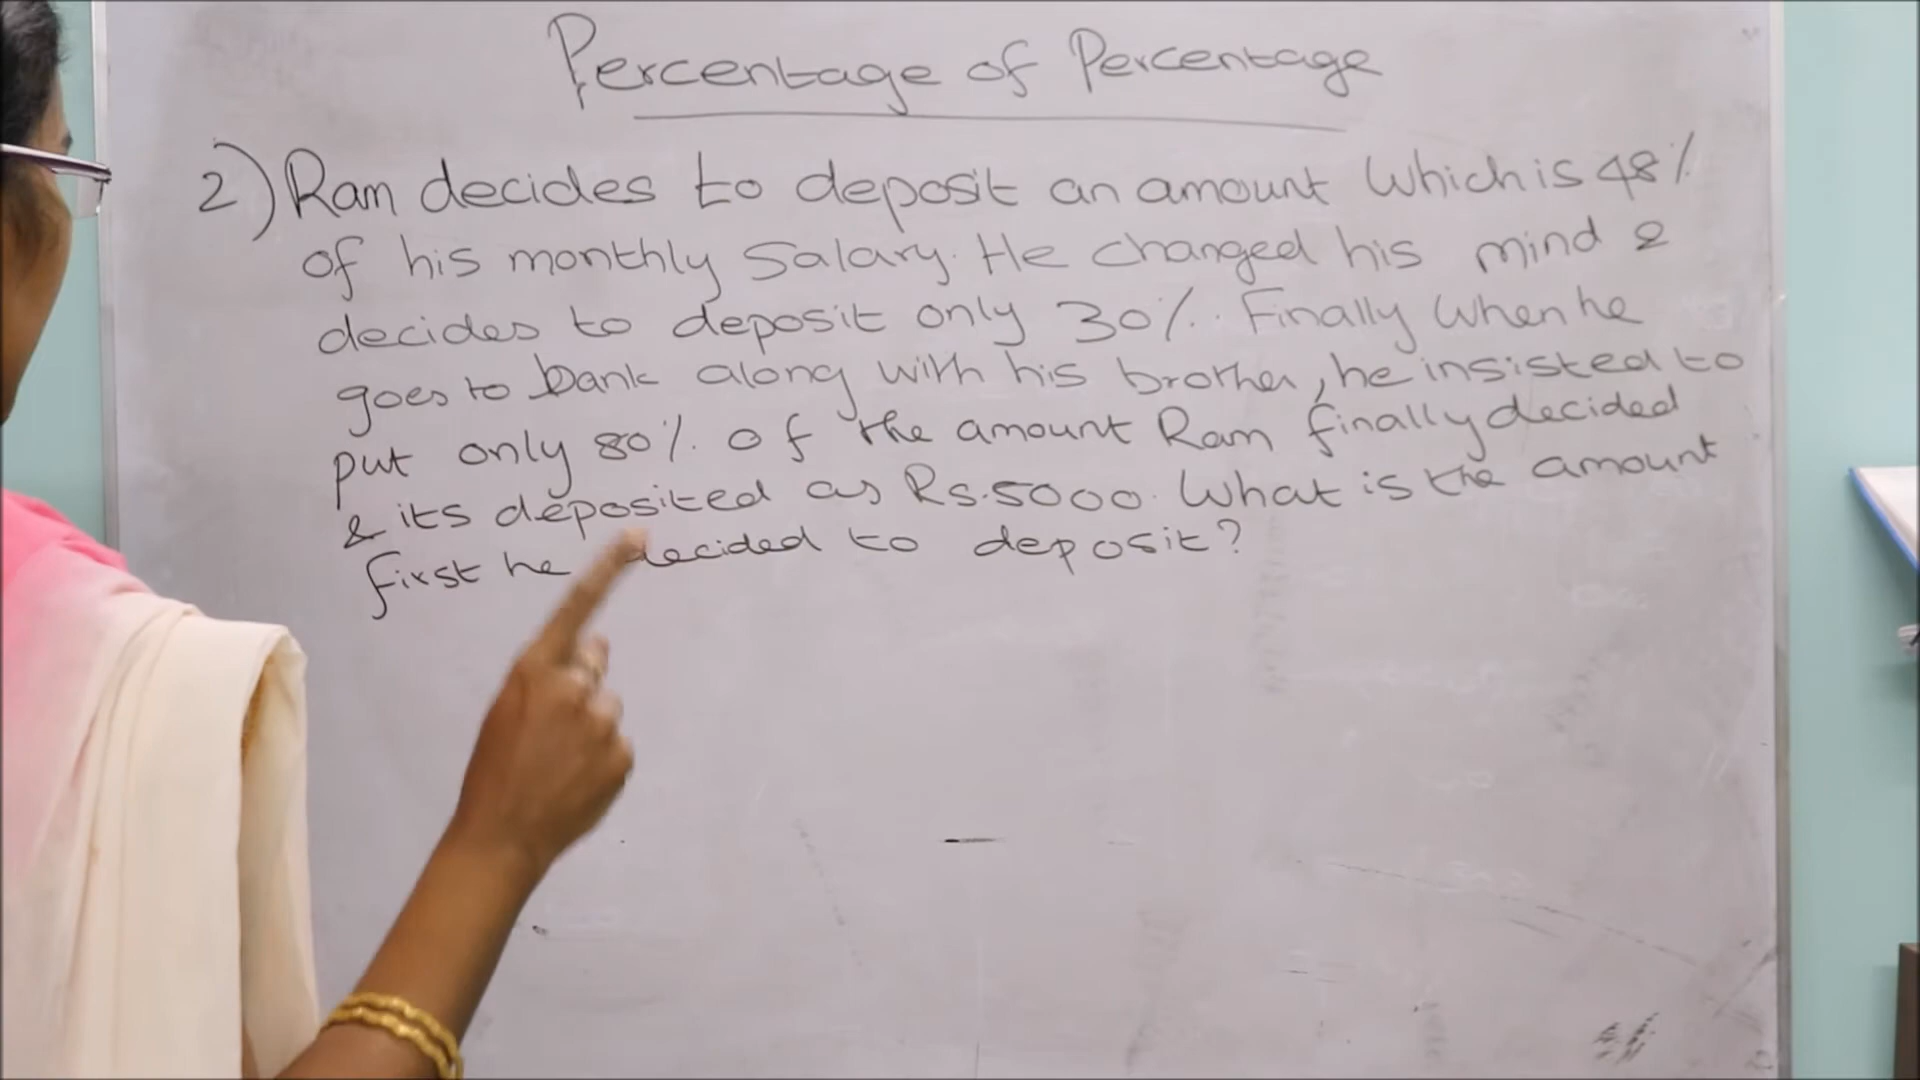 Percentage of Percentage
2) Ram decides to deposit an amount which is 48%
of his monthly Salary. He changed his mind &
decides to deposit only 30%. Finally when he
goes to bank along with his brother, he insisted to
put only 80% of the amount Ram finally decided
& its deposited as Rs.5000. What is the amount
first he decided to deposit?